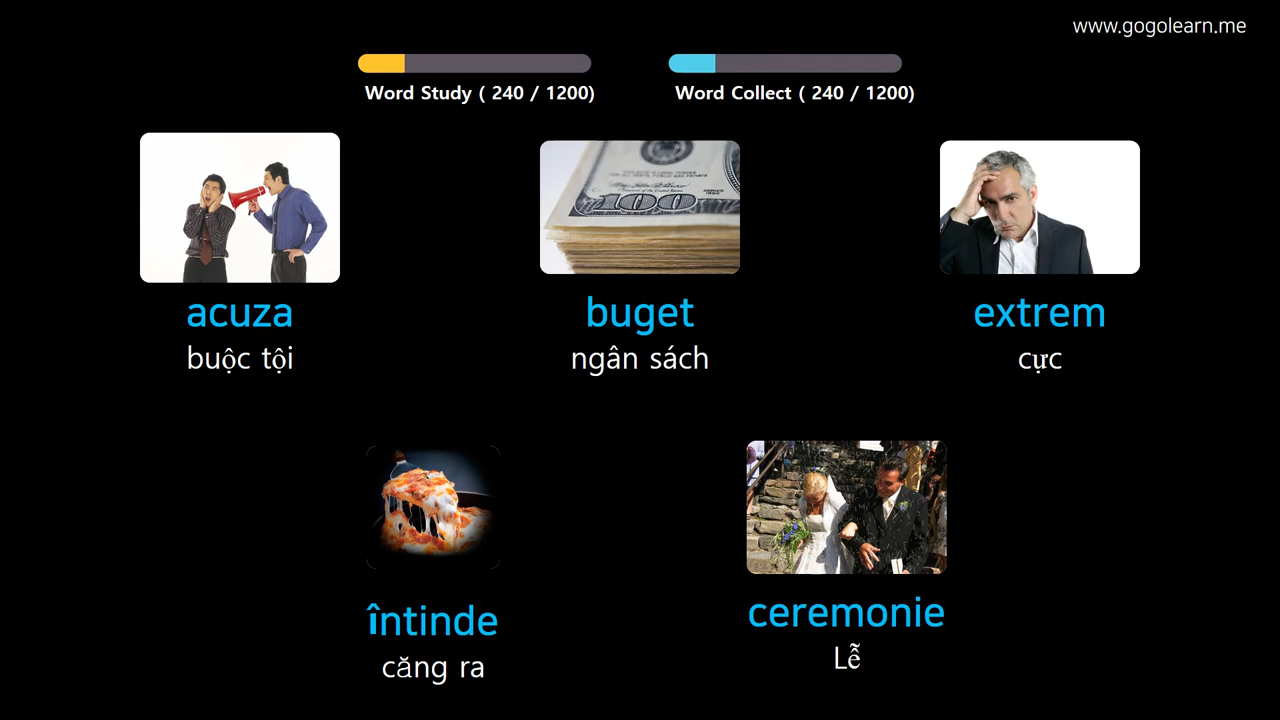 www.gogolearn.me
Word Study ( 240 / 1200)
Word Collect ( 240 / 1200)
100
acuza
buộc tội
buget
ngân sách
extrem
cực
întinde
căng ra
ceremonie
Lễ